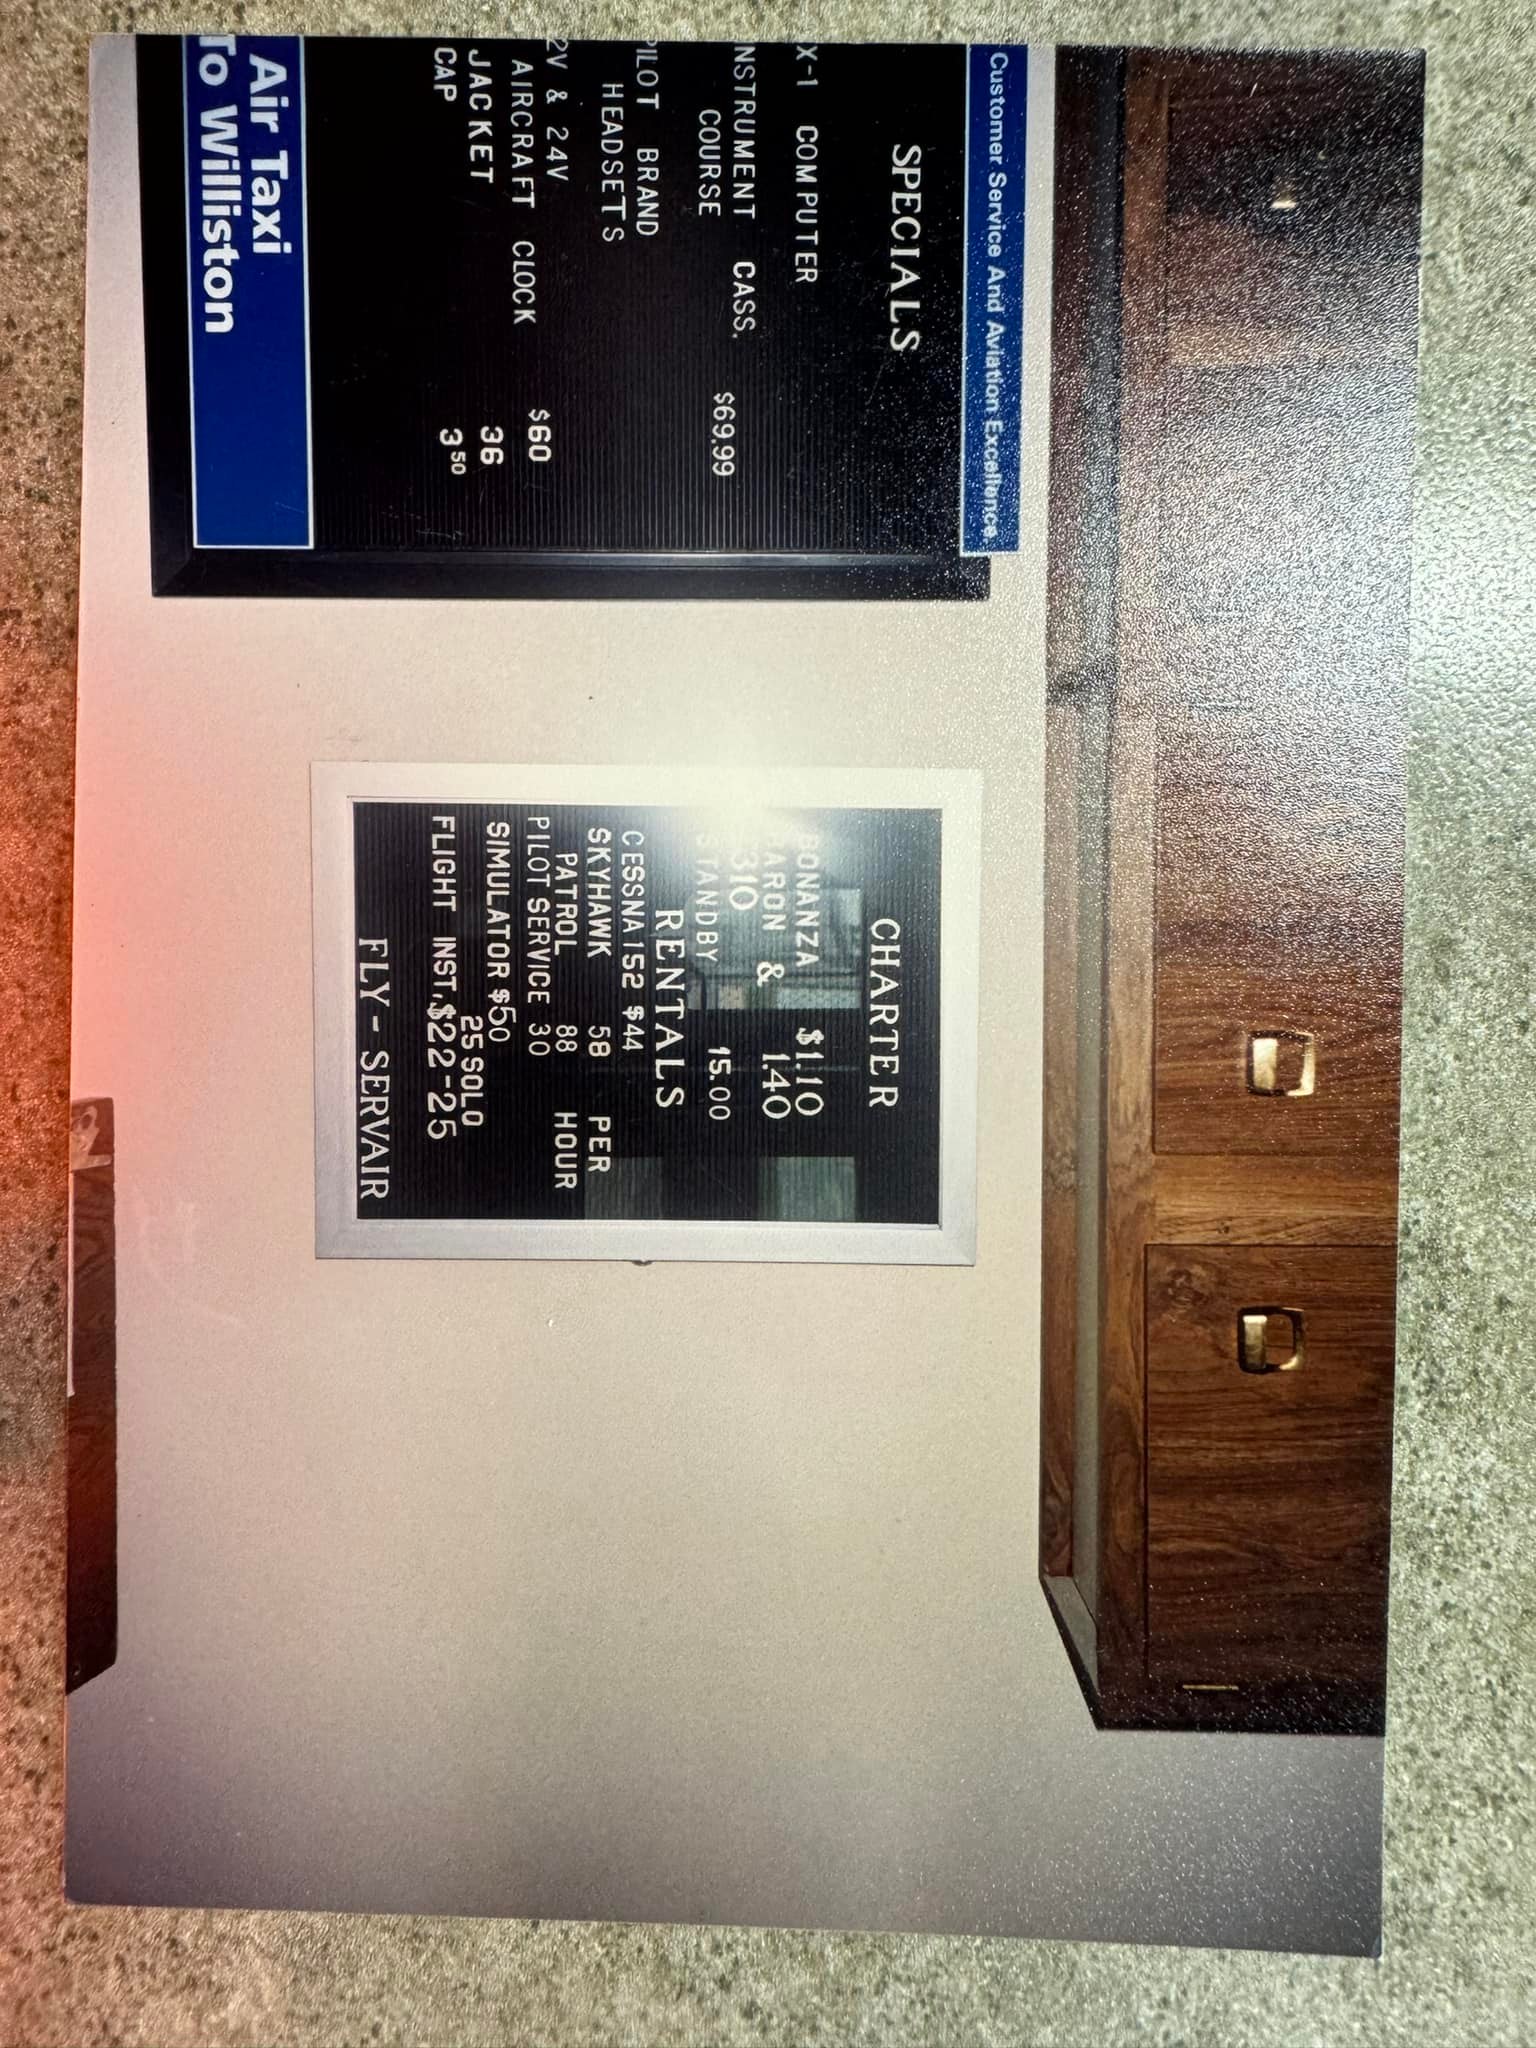 Customer Service And Aviation Excellence
SPECIALS
X-1 COMPUTER
INSTRUMENT CASS.
COURSE $69.99
PILOT BRAND
HEADSETS
2V & 24V
AIRCRAFT CLOCK $60
JACKET 36
CAP 3 50
Air Taxi
To Williston
CHARTER
BONANZA $1.10
BARON & 1.40
310
STANDBY 15.00
RENTALS
CESSNA 152 $44
SKYHAWK 58 PER
PATROL 88 HOUR
PILOT SERVICE 30
SIMULATOR $50
25 SOLO
FLIGHT INST. $22-25
FLY-SERVAIR